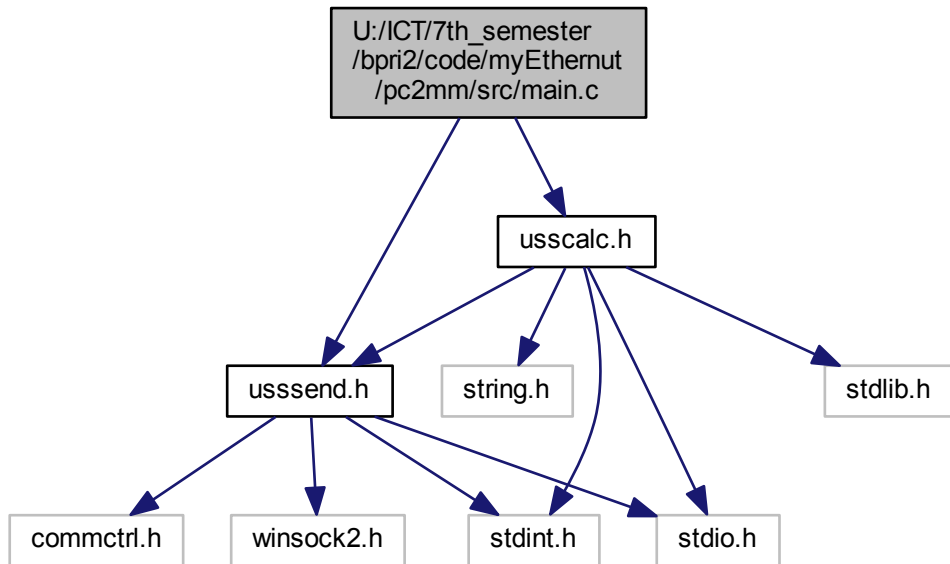 U:/ICT/7th_semester
/bpri2/code/myEthernut
/pc2mm/src/main.c
usscalc.h
usssend.h
string.h
stdlib.h
commctrl.h
winsock2.h
stdint.h
stdio.h